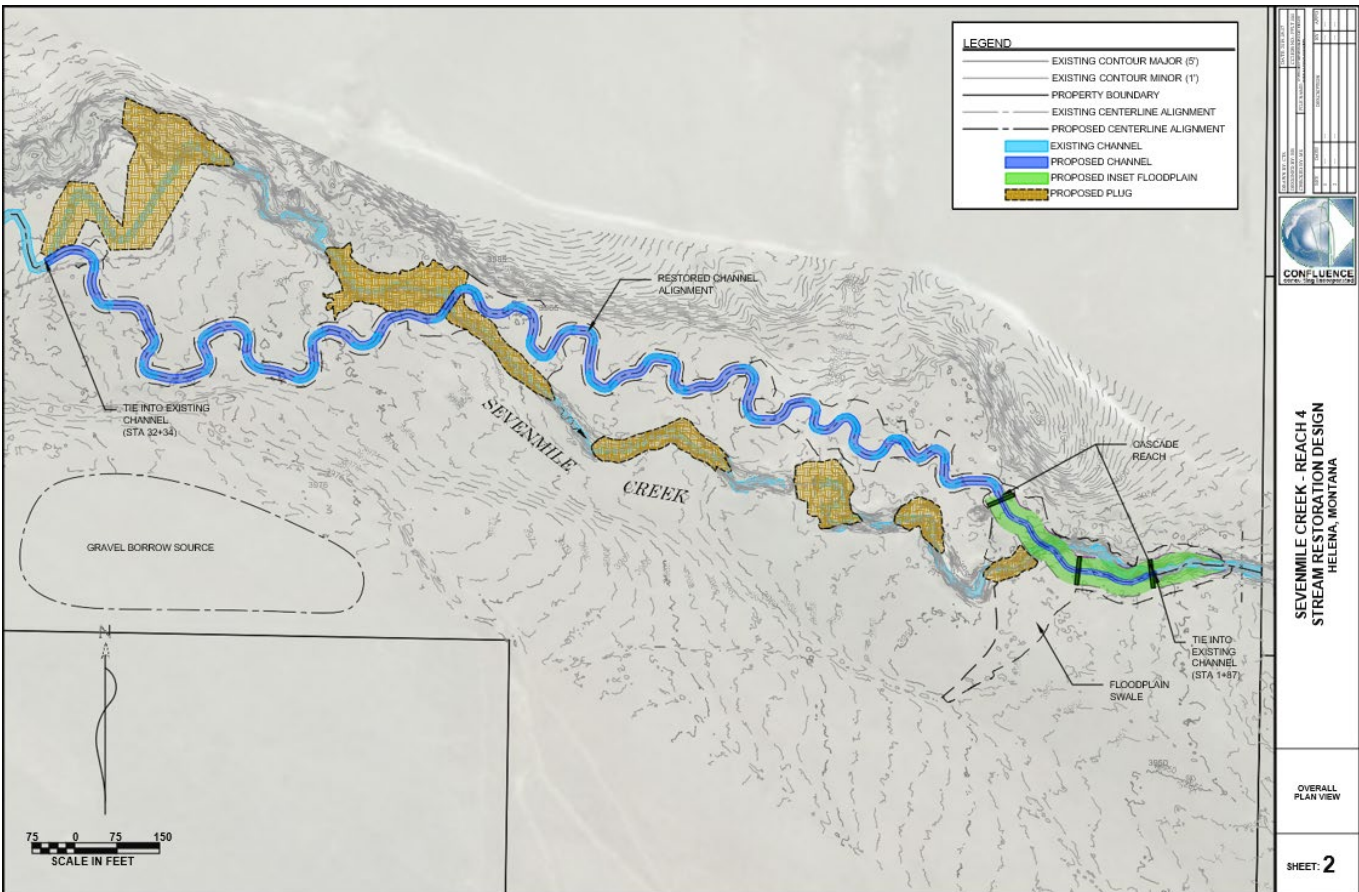 LEGEND
EXISTING CONTOUR MAJOR (5')
EXISTING CONTOUR MINOR (1')
PROPERTY BOUNDARY
EXISTING CENTERLINE ALIGNMENT
PROPOSED CENTERLINE ALIGNMENT
EXISTING CHANNEL
PROPOSED CHANNEL
PROPOSED INSET FLOODPLAIN
PROPOSED PLUG
RESTORED CHANNEL
ALIGNMENT
TIE INTO EXISTING
CHANNEL
(STA 32+34)
SEVENMILE
CREEK
CASCADE
REACH
GRAVEL BORROW SOURCE
TIE INTO
EXISTING
CHANNEL
(STA 1+87)
FLOODPLAIN
SWALE
N
75 0 75 150
SCALE IN FEET
CONFLUENCE
SEVENMILE CREEK - REACH 4
STREAM RESTORATION DESIGN
HELENA, MONTANA
OVERALL
PLAN VIEW
SHEET: 2